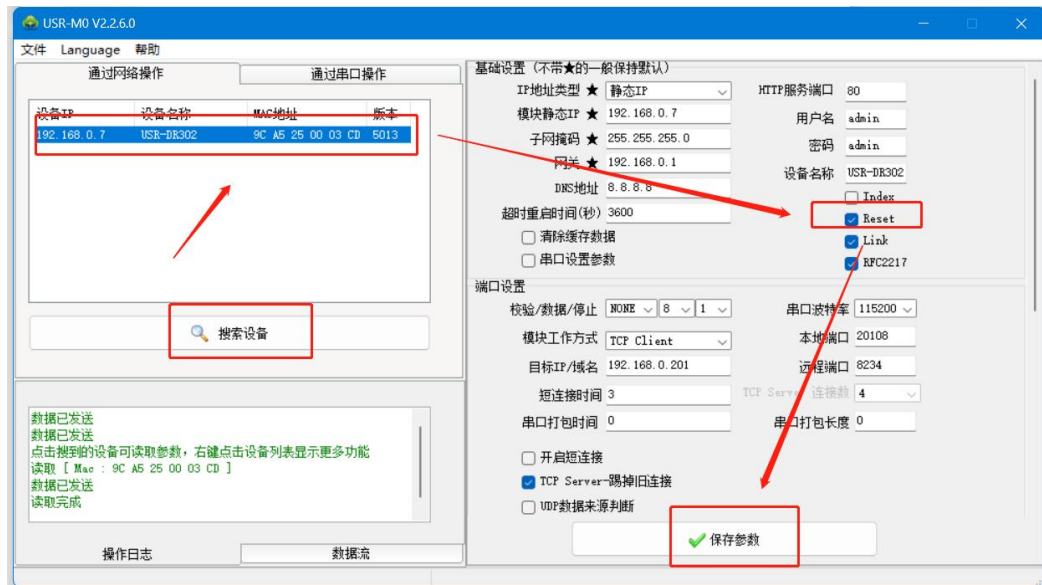 USR-M0 V2.2.6.0
文件 Language 帮助
通过网络操作 通过串口操作
设备IP 设备名称 MAC地址 版本
192.168.0.7 USR-DR302 9C A5 25 00 03 CD 5013
搜索设备
数据已发送
数据已发送
点击搜到的设备可读取参数，右键点击设备列表显示更多功能
读取 [ Mac : 9C A5 25 00 03 CD ]
数据已发送
读取完成
操作日志 数据流
基础设置（不带★的一般保持默认）
IP地址类型 ★ 静态IP
模块静态IP ★ 192.168.0.7
子网掩码 ★ 255.255.255.0
网关 ★ 192.168.0.1
DNS地址 8.8.8.8
超时重启时间(秒) 3600
清除缓存数据
串口设置参数
HTTP服务端口 80
用户名 admin
密码 admin
设备名称 USR-DR302
Index
Reset
Link
RFC2217
端口设置
校验/数据/停止 NONE 8 1
串口波特率 115200
模块工作方式 TCP Client
本地端口 20108
目标IP/域名 192.168.0.201
远程端口 8234
短连接时间 3
TCP Server 连接数 4
串口打包时间 0
串口打包长度 0
开启短连接
TCP Server-踢掉旧连接
UDP数据来源判断
保存参数